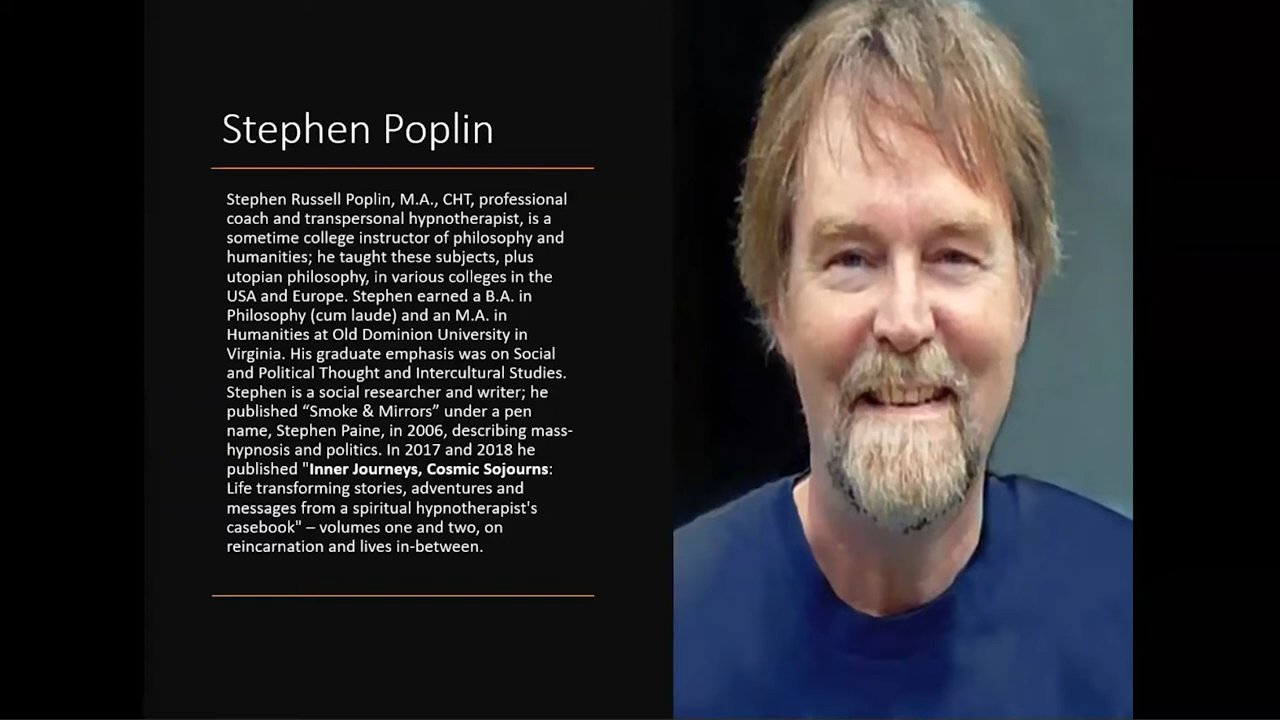 Stephen Poplin
Stephen Russell Poplin, M.A., CHT, professional
coach and transpersonal hypnotherapist, is a
sometime college instructor of philosophy and
humanities; he taught these subjects, plus
utopian philosophy, in various colleges in the
USA and Europe. Stephen earned a B.A. in
Philosophy (cum laude) and an M.A. in
Humanities at Old Dominion University in
Virginia. His graduate emphasis was on Social
and Political Thought and Intercultural Studies.
Stephen is a social researcher and writer; he
published “Smoke & Mirrors” under a pen
name, Stephen Paine, in 2006, describing mass-
hypnosis and politics. In 2017 and 2018 he
published "Inner Journeys, Cosmic Sojourns:
Life transforming stories, adventures and
messages from a spiritual hypnotherapist's
casebook" – volumes one and two, on
reincarnation and lives in-between.